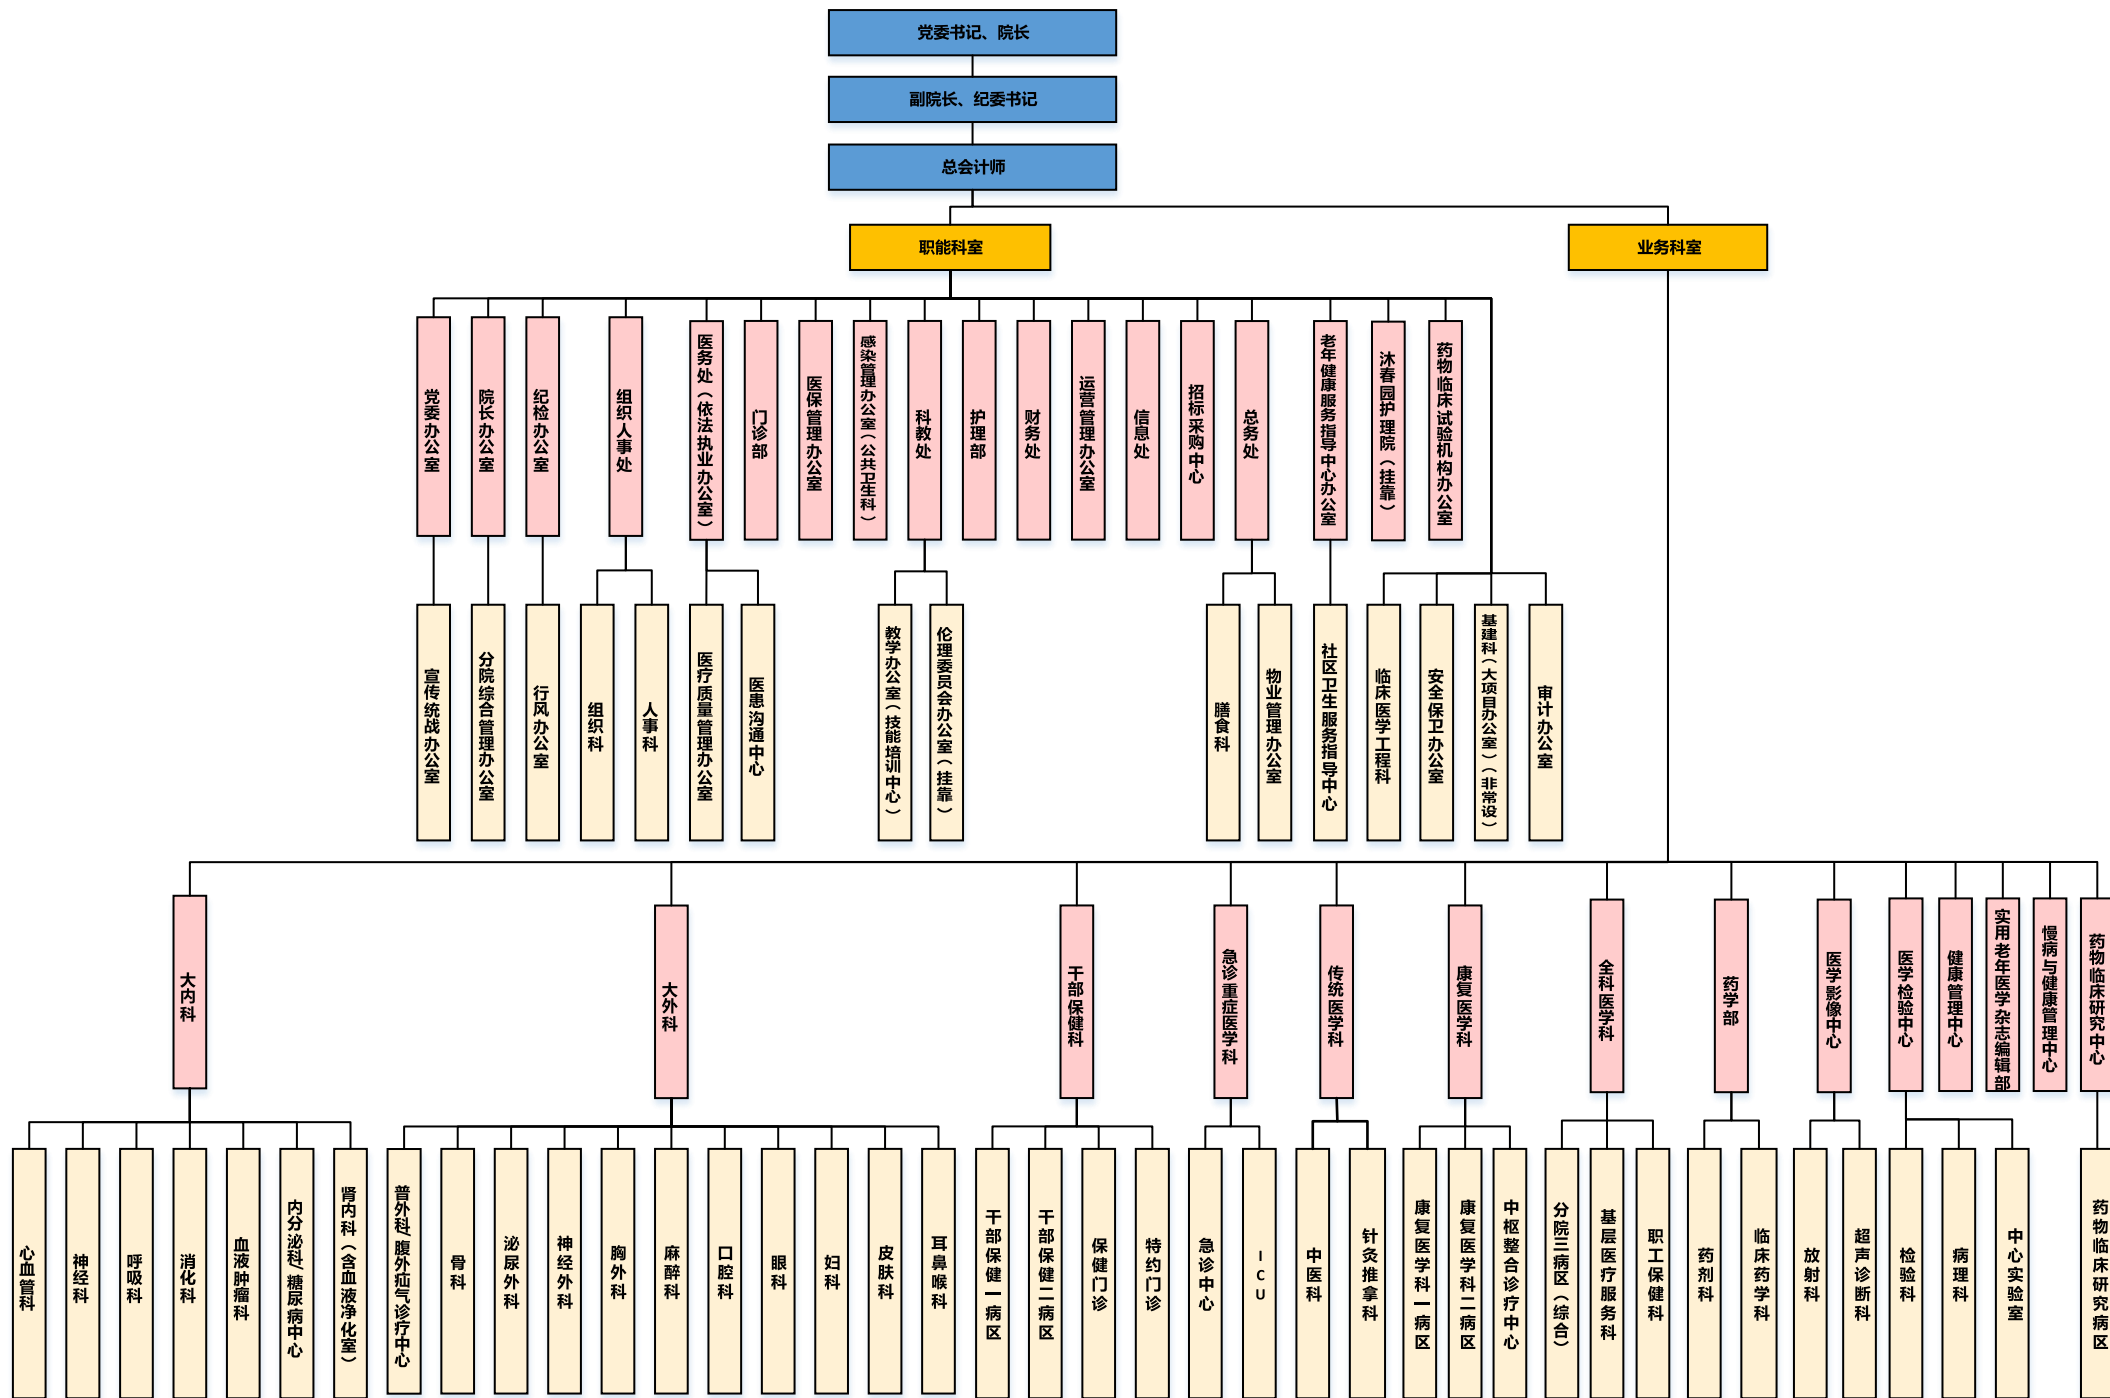 党委书记、院长
副院长、纪委书记
总会计师
职能科室
业务科室
党委办公室
院长办公室
纪检办公室
组织人事处
医务处（依法执业办公室）
门诊部
医保管理办公室
感染管理办公室（公共卫生科）
科教处
护理部
财务处
运营管理办公室
信息处
招标采购中心
总务处
老年健康服务指导中心办公室
沐春园护理院（挂靠）
药物临床试验机构办公室
宣传统战办公室
分院综合管理办公室
行风办公室
组织科
人事科
医疗质量管理办公室
医患沟通中心
教学办公室（技能培训中心）
伦理委员会办公室（挂靠）
膳食科
物业管理办公室
社区卫生服务指导中心
临床医学工程科
安全保卫办公室
基建科（大项目办公室）（非常设）
审计办公室
大内科
大外科
干部保健科
急诊重症医学科
传统医学科
康复医学科
全科医学科
药学部
医学影像中心
医学检验中心
健康管理中心
实用老年医学杂志编辑部
慢病与健康管理中心
药物临床研究中心
心血管科
神经科
呼吸科
消化科
血液肿瘤科
内分泌科/糖尿病中心
肾内科（含血液净化室）
普外科/腹外疝气诊疗中心
骨科
泌尿外科
神经外科
胸外科
麻醉科
口腔科
眼科
妇科
皮肤科
耳鼻喉科
干部保健一病区
干部保健二病区
保健门诊
特约门诊
急诊中心
ICU
中医科
针灸推拿科
康复医学科一病区
康复医学科二病区
中枢整合诊疗中心
分院三病区（综合）
基层医疗服务科
职工保健科
药剂科
临床药学科
放射科
超声诊断科
检验科
病理科
中心实验室
药物临床研究病区